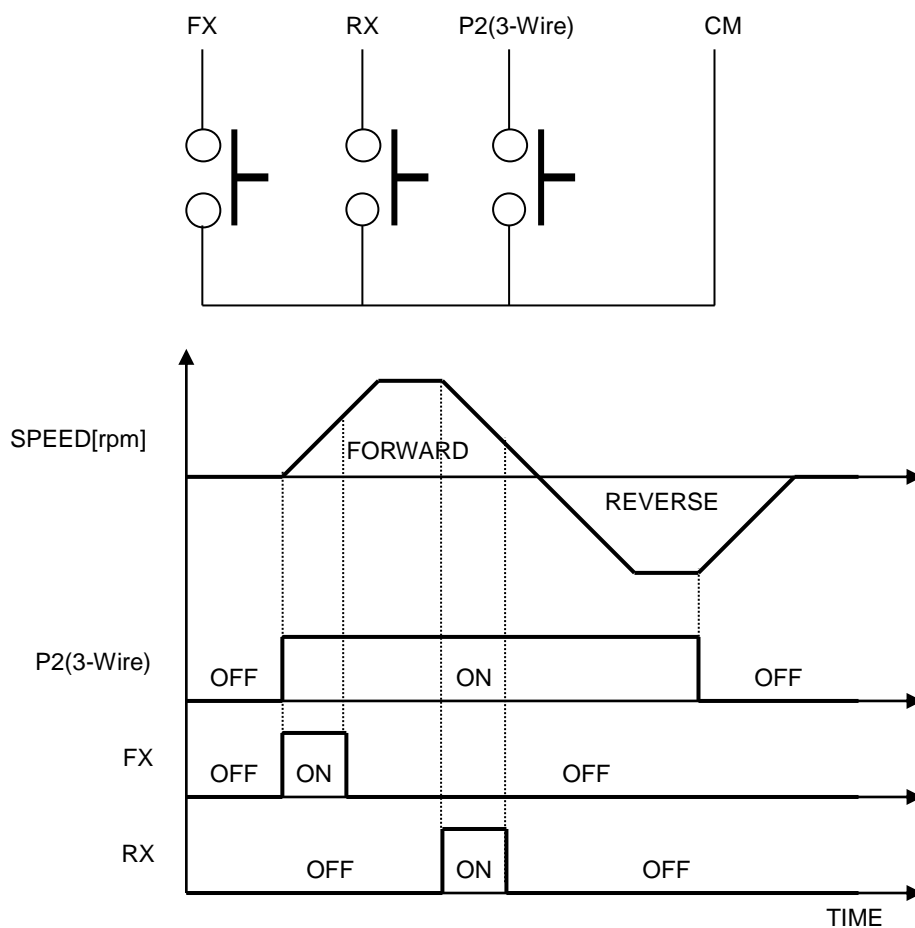 FX RX P2(3-Wire) CM
SPEED[rpm]
FORWARD
REVERSE
P2(3-Wire)
OFF ON OFF
FX
OFF ON OFF
RX
OFF ON OFF
TIME